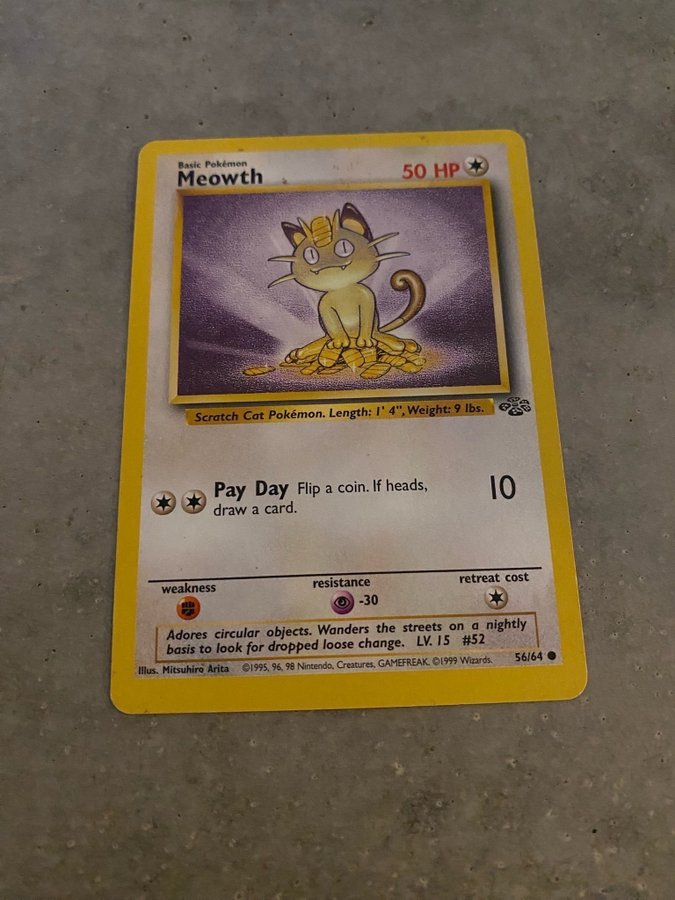 Basic Pokémon
Meowth
50 HP
Scratch Cat Pokémon. Length: 1' 4", Weight: 9 lbs.
Pay Day Flip a coin. If heads,
draw a card.
10
weakness
resistance
retreat cost
-30
Adores circular objects. Wanders the streets on a nightly
basis to look for dropped loose change. LV. 15 #52
Illus. Mitsuhiro Arita ©1995, 96, 98 Nintendo, Creatures, GAMEFREAK. ©1999 Wizards. 56/64